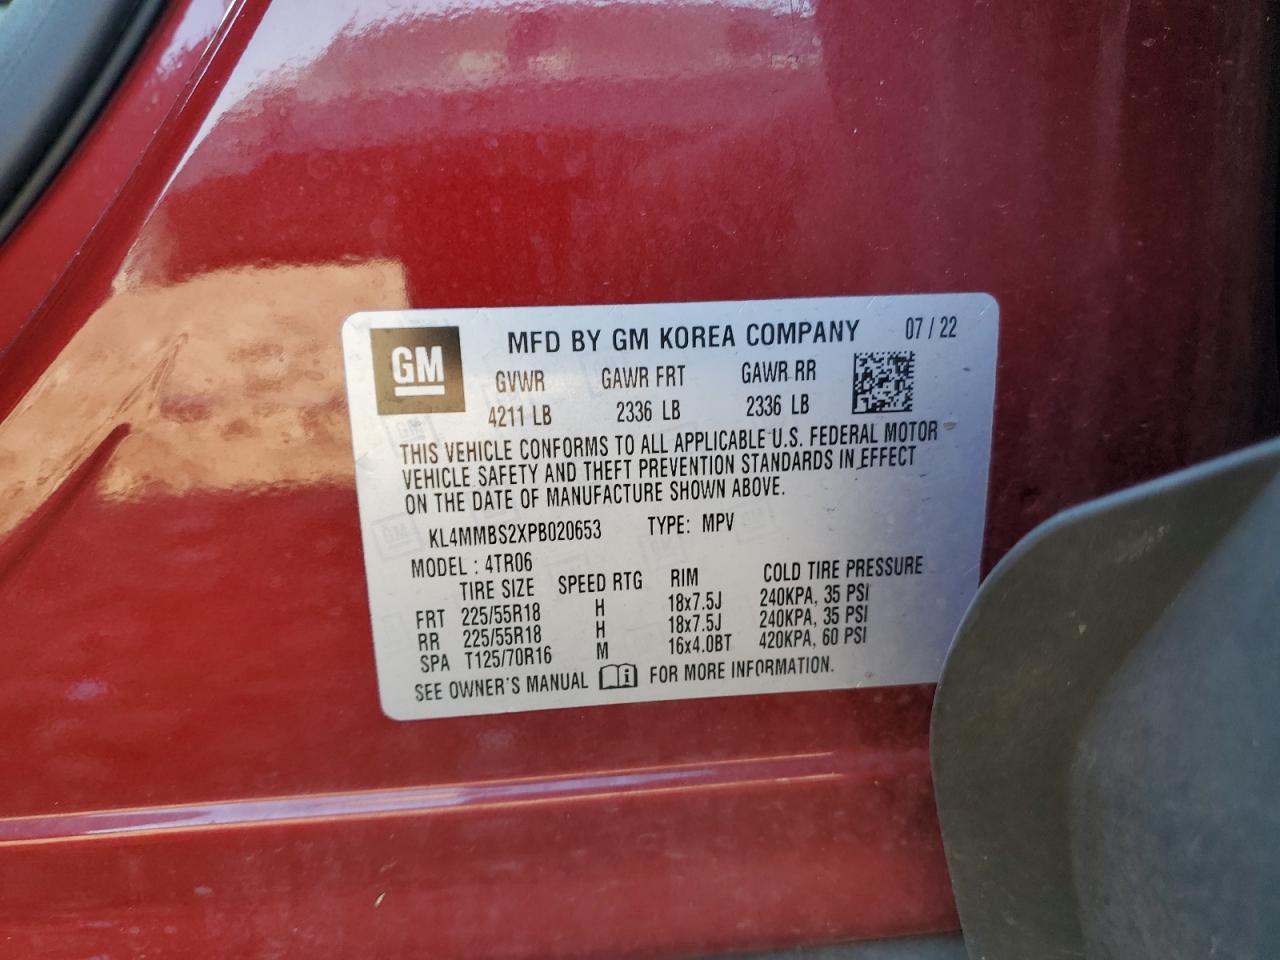 GM
MFD BY GM KOREA COMPANY 07 / 22
GVWR GAWR FRT GAWR RR
4211 LB 2336 LB 2336 LB
THIS VEHICLE CONFORMS TO ALL APPLICABLE U.S. FEDERAL MOTOR
VEHICLE SAFETY AND THEFT PREVENTION STANDARDS IN EFFECT
ON THE DATE OF MANUFACTURE SHOWN ABOVE.
KL4MMBS2XPB020653 TYPE: MPV
MODEL : 4TR06
TIRE SIZE SPEED RTG RIM COLD TIRE PRESSURE
FRT 225/55R18 H 18x7.5J 240KPA, 35 PSI
RR 225/55R18 H 18x7.5J 240KPA, 35 PSI
SPA T125/70R16 M 16x4.0BT 420KPA, 60 PSI
SEE OWNER'S MANUAL FOR MORE INFORMATION.